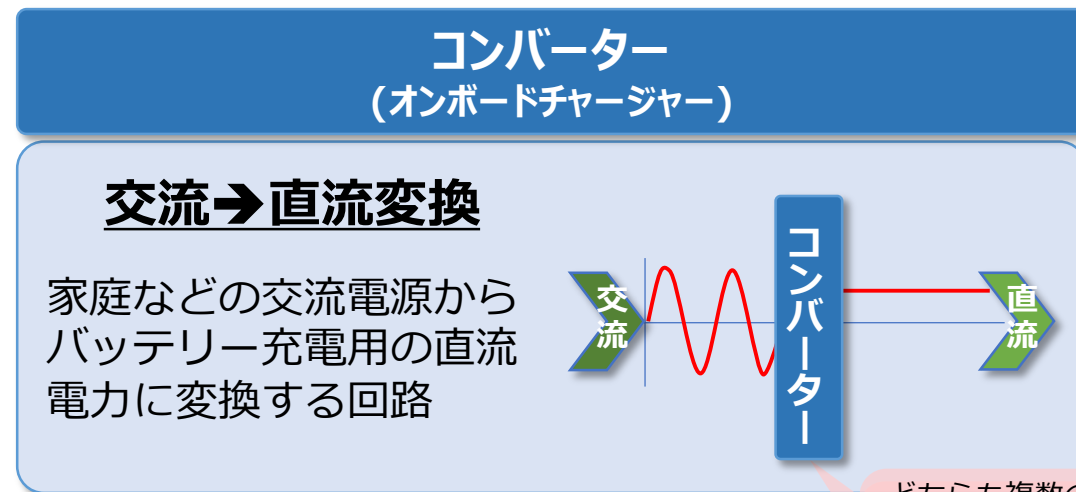 コンバーター
(オンボードチャージャー)
交流➔直流変換
家庭などの交流電源から
バッテリー充電用の直流
電力に変換する回路
交流
コンバーター
直流